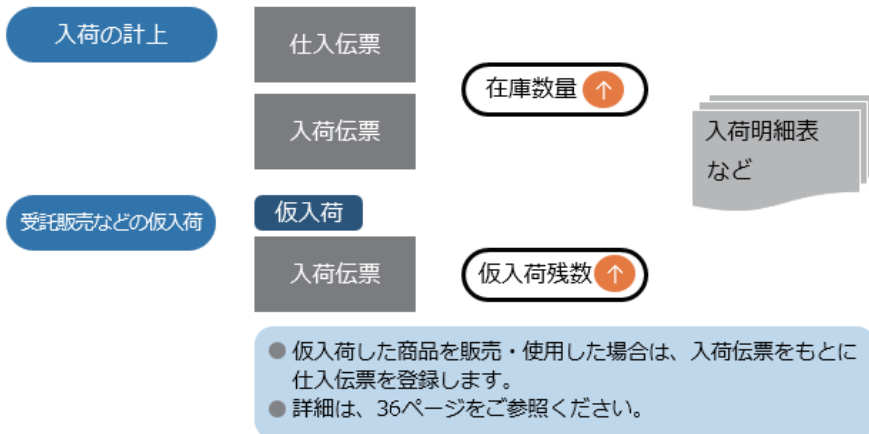 入荷の計上
仕入伝票
入荷伝票
在庫数量 ↑
入荷明細表
など
受託販売などの仮入荷
仮入荷
入荷伝票
仮入荷残数 ↑
● 仮入荷した商品を販売・使用した場合は、入荷伝票をもとに
仕入伝票を登録します。
● 詳細は、36ページをご参照ください。